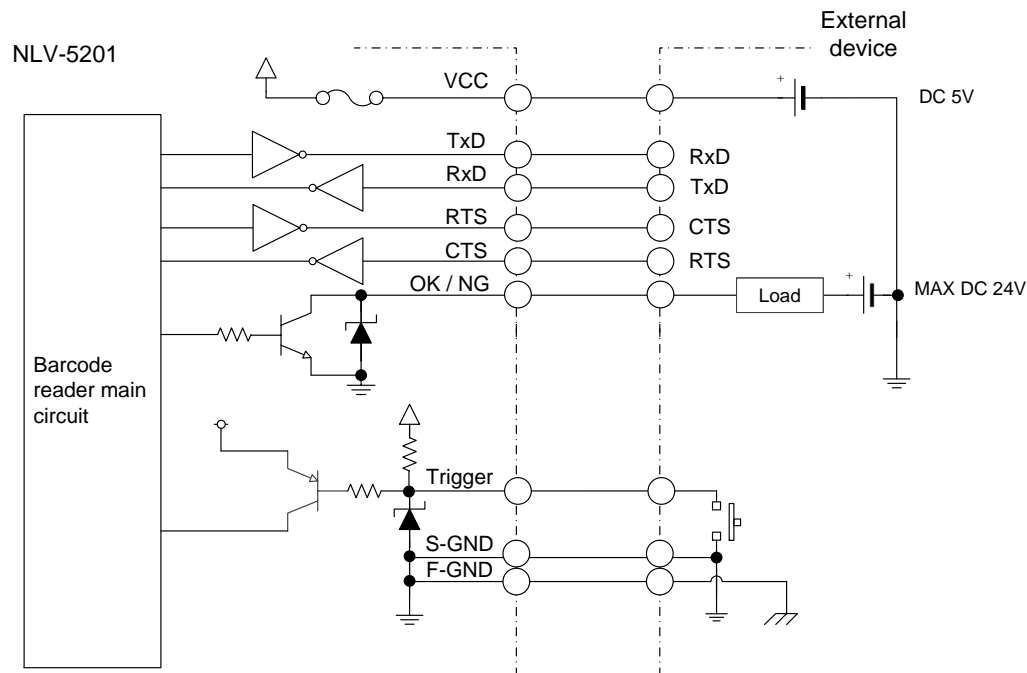 NLV-5201
External
device
VCC
+
DC 5V
TxD
RxD
RxD
TxD
RTS
CTS
CTS
RTS
OK / NG
Load
+
MAX DC 24V
Barcode
reader main
circuit
Trigger
S-GND
F-GND